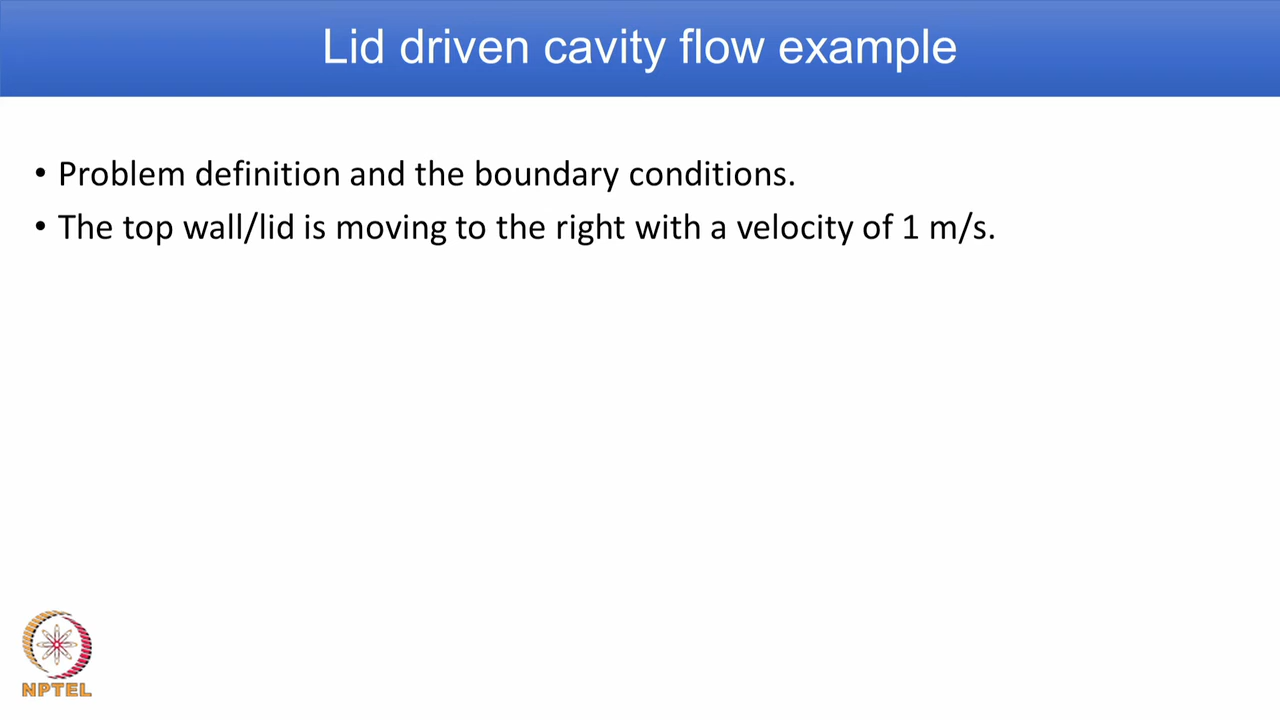 Lid driven cavity flow example
• Problem definition and the boundary conditions.
• The top wall/lid is moving to the right with a velocity of 1 m/s.
NPTEL